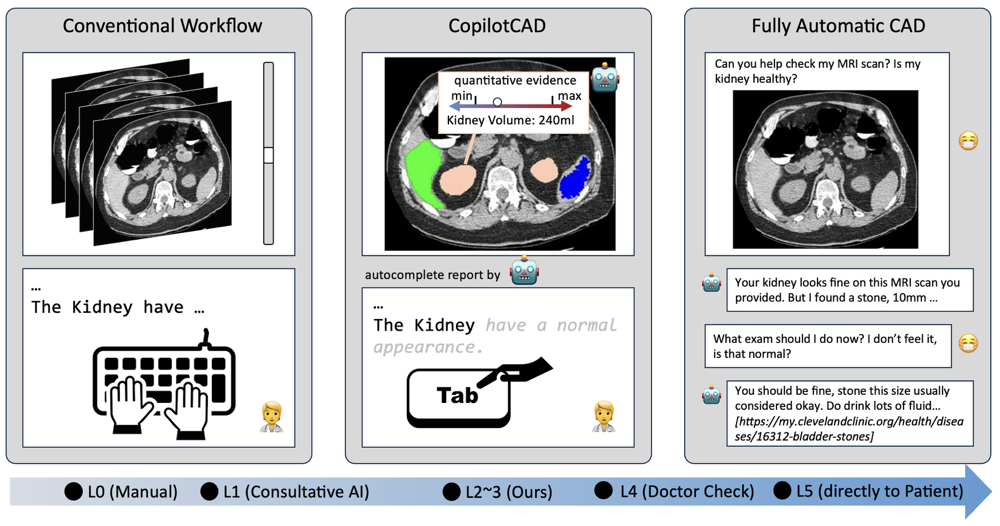 Conventional Workflow
…
The Kidney have …
CopilotCAD
quantitative evidence
min max
Kidney Volume: 240ml
autocomplete report by
…
The Kidney have a normal
appearance.
Tab
Fully Automatic CAD
Can you help check my MRI scan? Is my
kidney healthy?
Your kidney looks fine on this MRI scan you
provided. But I found a stone, 10mm …
What exam should I do now? I don’t feel it,
is that normal?
You should be fine, stone this size usually
considered okay. Do drink lots of fluid…
[https://my.clevelandclinic.org/health/disea
ses/16312-bladder-stones]
L0 (Manual) L1 (Consultative AI) L2~3 (Ours) L4 (Doctor Check) L5 (directly to Patient)